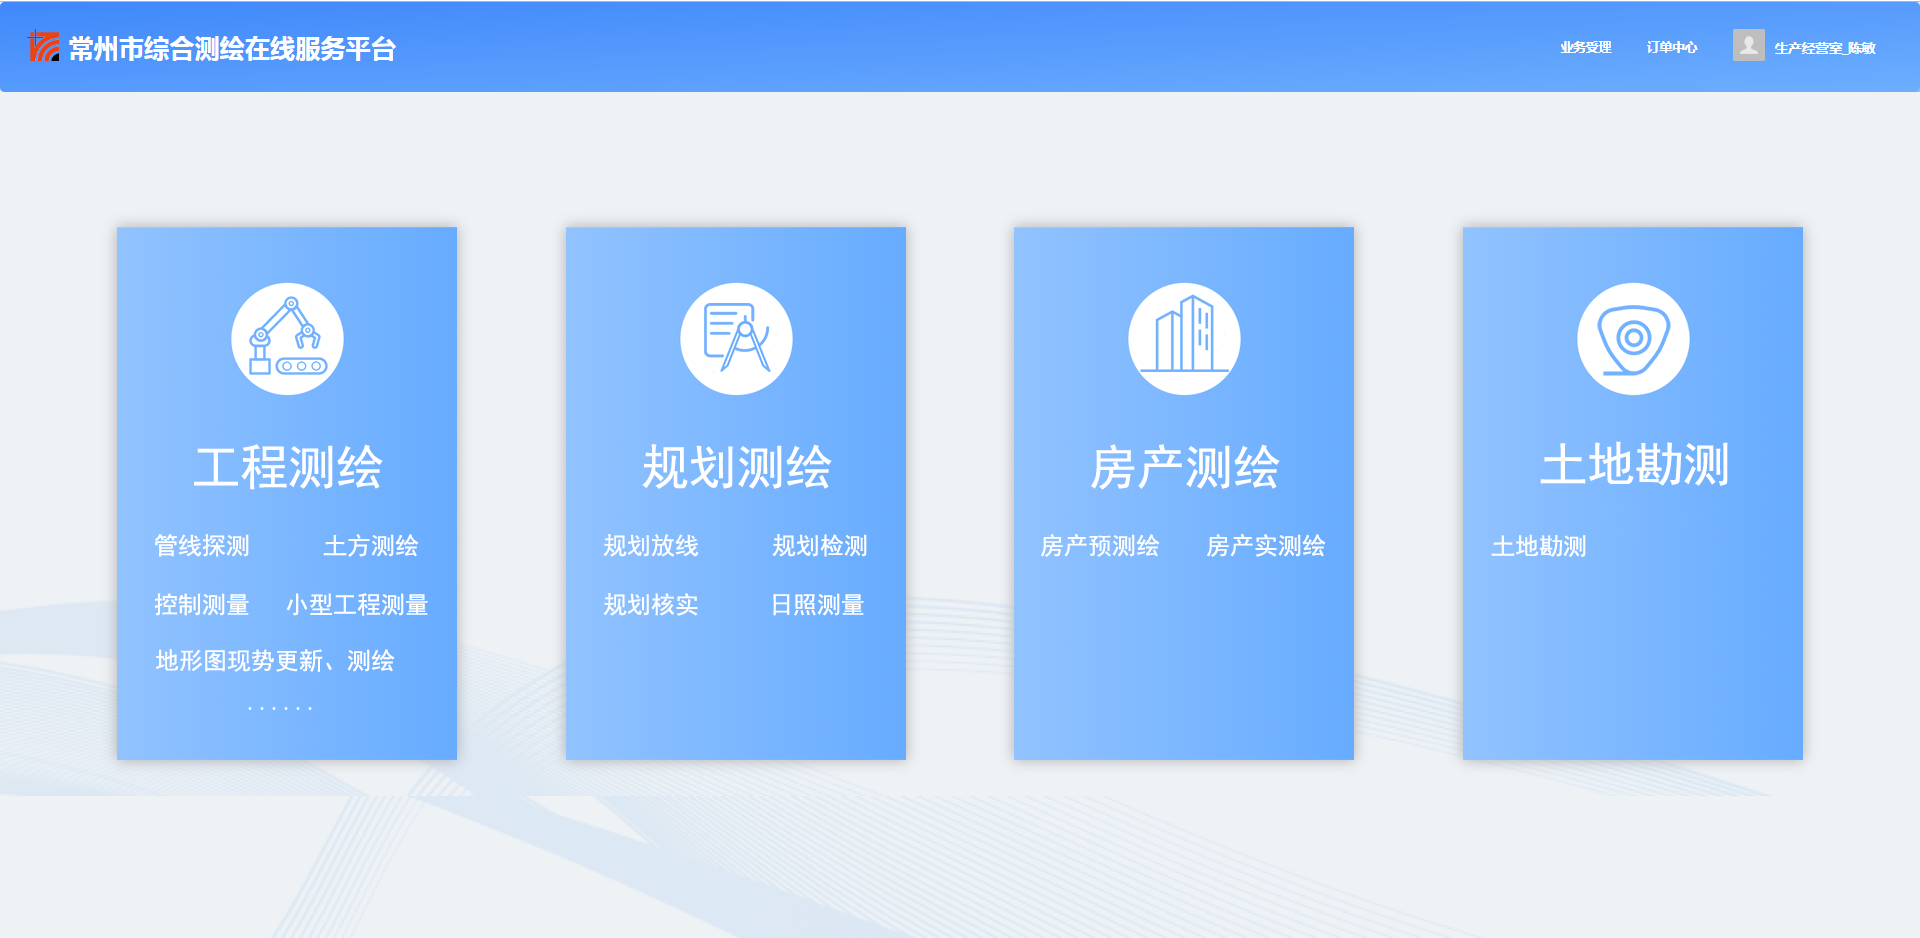 常州市综合测绘在线服务平台
业务受理 订单中心 生产经营室_陈敏
工程测绘
管线探测 土方测绘
控制测量 小型工程测量
地形图现势更新、测绘
······
规划测绘
规划放线 规划检测
规划核实 日照测量
房产测绘
房产预测绘 房产实测绘
土地勘测
土地勘测